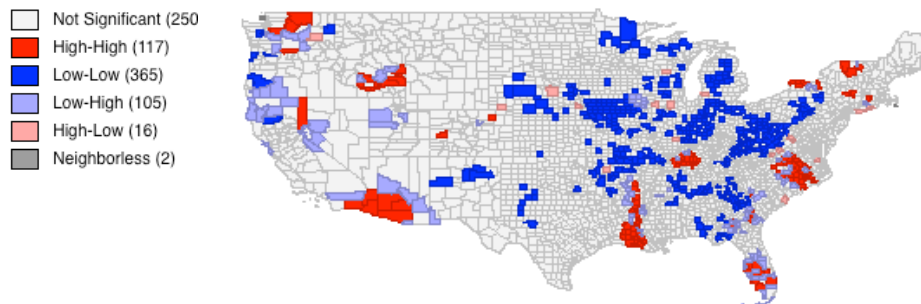 Not Significant (250
High-High (117)
Low-Low (365)
Low-High (105)
High-Low (16)
Neighborless (2)